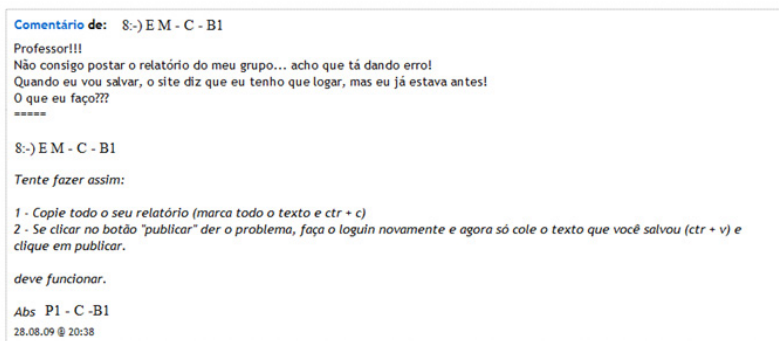 Comentário de: 8:-) E M - C - B1
Professor!!!
Não consigo postar o relatório do meu grupo... acho que tá dando erro!
Quando eu vou salvar, o site diz que eu tenho que logar, mas eu já estava antes!
O que eu faço???
=====
8:-) E M - C - B1
Tente fazer assim:
1 - Copie todo o seu relatório (marca todo o texto e ctr + c)
2 - Se clicar no botão "publicar" der o problema, faça o loguin novamente e agora só cole o texto que você salvou (ctr + v) e
clique em publicar.
deve funcionar.
Abs P1 - C -B1
28.08.09 @ 20:38